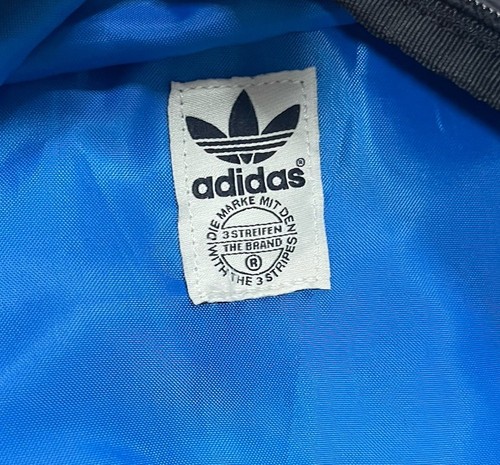 adidas®
DIE MARKE MIT DEN
3 STREIFEN
THE BRAND
®
WITH THE 3 STRIPES